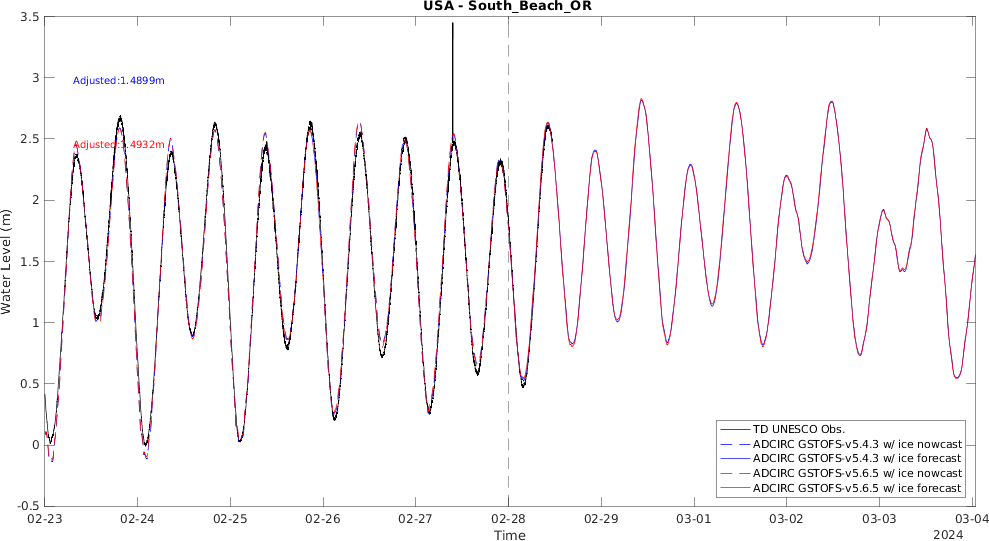 USA - South_Beach_OR
3.5
3
2.5
2
1.5
1
0.5
0
-0.5
Water Level (m)
Adjusted:1.4899m
Adjusted:1.4932m
TD UNESCO Obs.
ADCIRC GSTOFS-v5.4.3 w/ ice nowcast
ADCIRC GSTOFS-v5.4.3 w/ ice forecast
ADCIRC GSTOFS-v5.6.5 w/ ice nowcast
ADCIRC GSTOFS-v5.6.5 w/ ice forecast
02-23 02-24 02-25 02-26 02-27 02-28 02-29 03-01 03-02 03-03 03-04
Time
2024